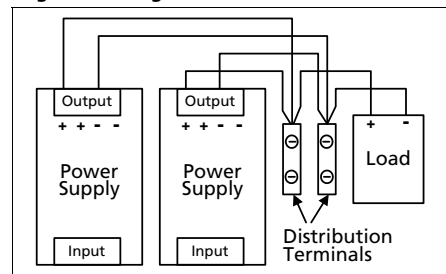 Output
+ + - -
Power
Supply
Input
Output
+ + - -
Power
Supply
Input
+ -
Load
Distribution
Terminals